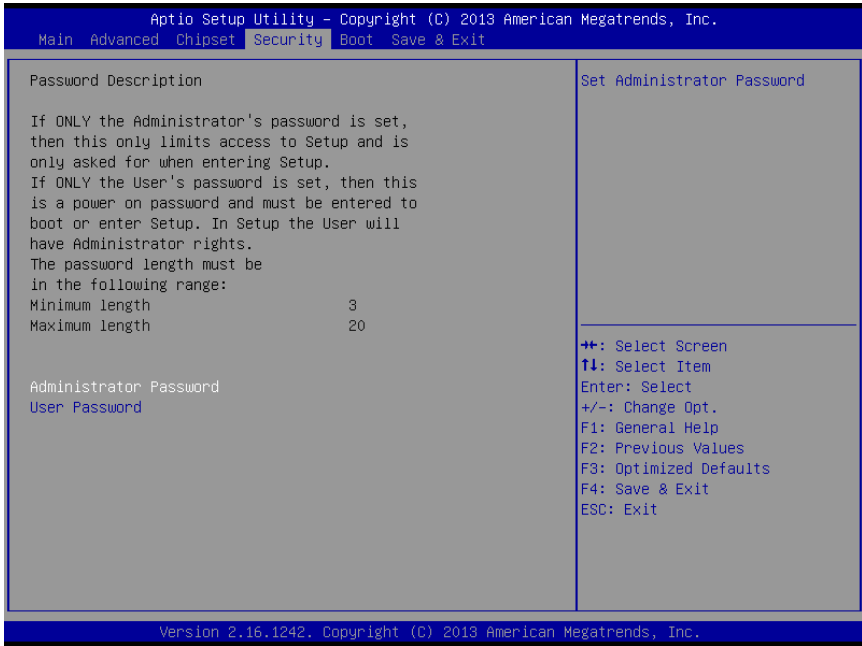 Aptio Setup Utility – Copyright (C) 2013 American Megatrends, Inc.
Main Advanced Chipset Security Boot Save & Exit
Password Description
If ONLY the Administrator's password is set,
then this only limits access to Setup and is
only asked for when entering Setup.
If ONLY the User's password is set, then this
is a power on password and must be entered to
boot or enter Setup. In Setup the User will
have Administrator rights.
The password length must be
in the following range:
Minimum length 3
Maximum length 20
Administrator Password
User Password
Set Administrator Password
→←: Select Screen
↑↓: Select Item
Enter: Select
+/-: Change Opt.
F1: General Help
F2: Previous Values
F3: Optimized Defaults
F4: Save & Exit
ESC: Exit
Version 2.16.1242. Copyright (C) 2013 American Megatrends, Inc.